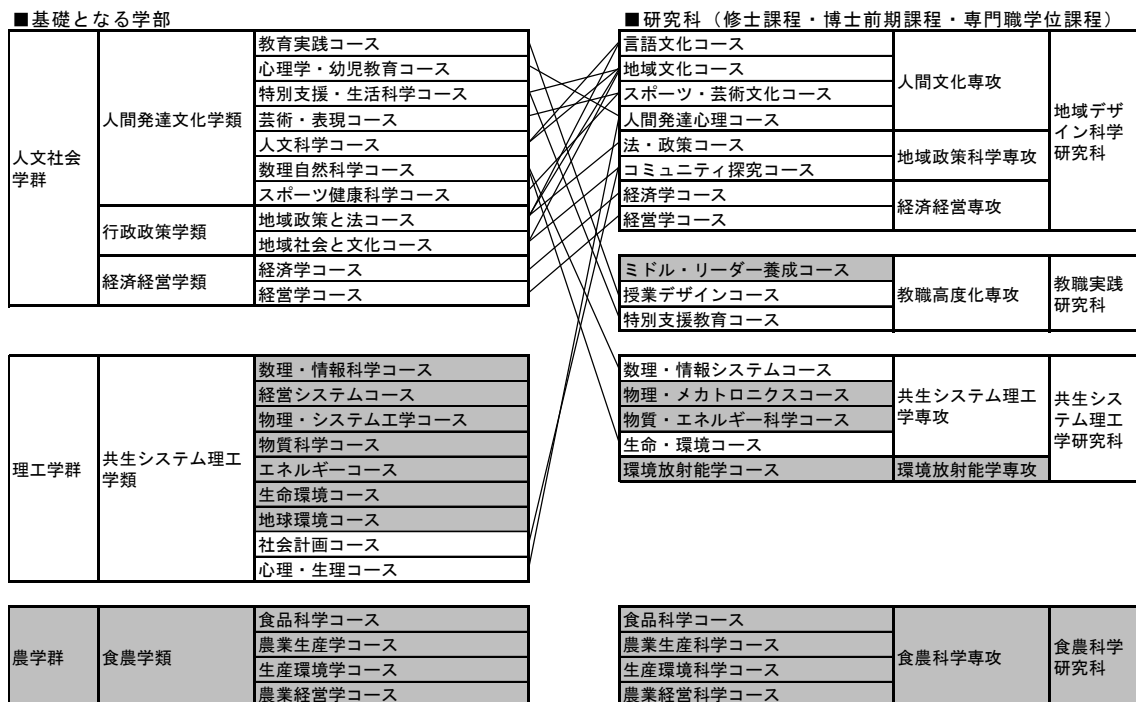 ■基礎となる学部
人文社会
学群
人間発達文化学類
教育実践コース
心理学・幼児教育コース
特別支援・生活科学コース
芸術・表現コース
人文科学コース
数理自然科学コース
スポーツ健康科学コース
行政政策学類
地域政策と法コース
地域社会と文化コース
経済経営学類
経済学コース
経営学コース
理工学群
共生システム理工
学類
数理・情報科学コース
経営システムコース
物理・システム工学コース
物質科学コース
エネルギーコース
生命環境コース
地球環境コース
社会計画コース
心理・生理コース
農学群
食農学類
食品科学コース
農業生産学コース
生産環境学コース
農業経営学コース
■研究科（修士課程・博士前期課程・専門職学位課程）
言語文化コース
地域文化コース
スポーツ・芸術文化コース
人間発達心理コース
人間文化専攻
法・政策コース
コミュニティ探究コース
地域政策科学専攻
経済学コース
経営学コース
経済経営専攻
地域デザ
イン科学
研究科
ミドル・リーダー養成コース
授業デザインコース
特別支援教育コース
教職高度化専攻
教職実践
研究科
数理・情報システムコース
物理・メカトロニクスコース
物質・エネルギー科学コース
生命・環境コース
共生システム理工
学専攻
環境放射能学コース
環境放射能学専攻
共生シス
テム理工
学研究科
食品科学コース
農業生産科学コース
生産環境科学コース
農業経営科学コース
食農科学専攻
食農科学
研究科